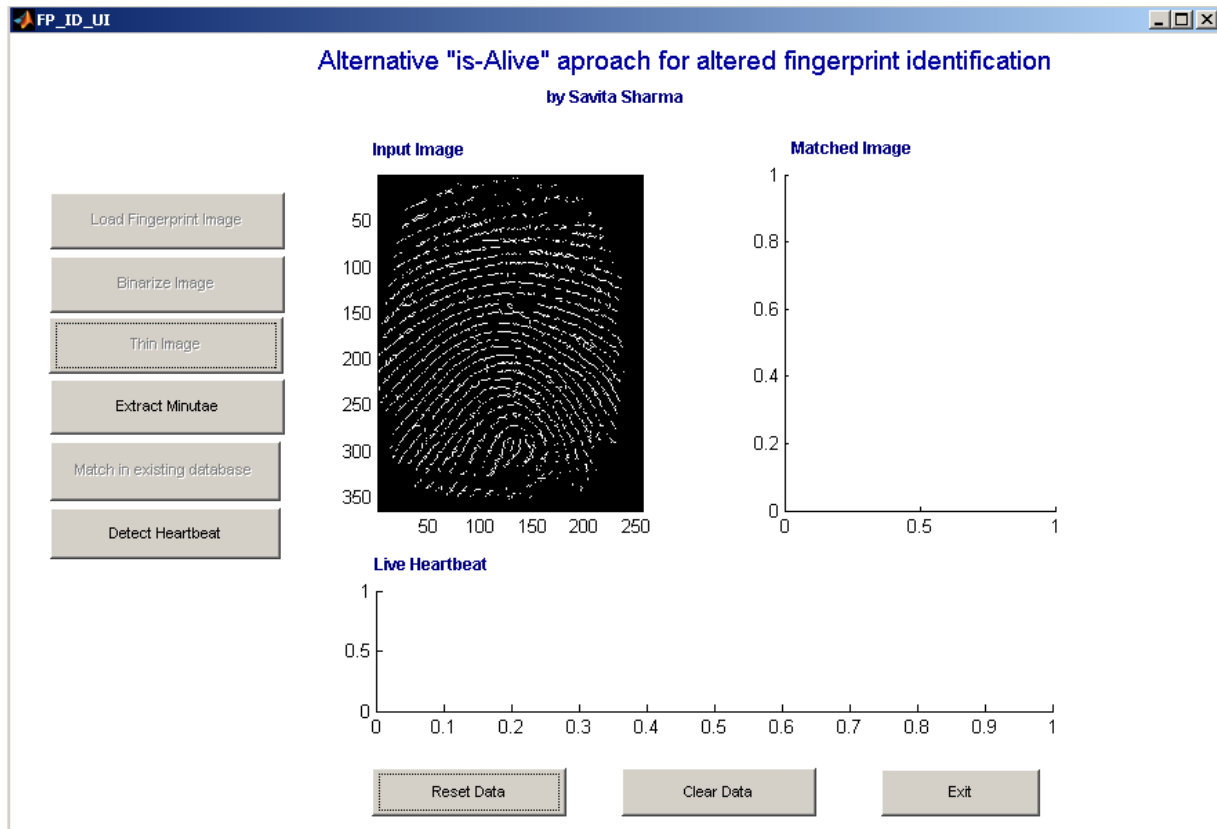 FP_ID_UI
Alternative "is-Alive" aproach for altered fingerprint identification
by Savita Sharma
Input Image
Matched Image
Load Fingerprint Image
Binarize Image
Thin Image
Extract Minutae
Match in existing database
Detect Heartbeat
50
100
150
200
250
300
350
50 100 150 200 250
1
0.8
0.6
0.4
0.2
0
0 0.5 1
Live Heartbeat
1
0.5
0
0 0.1 0.2 0.3 0.4 0.5 0.6 0.7 0.8 0.9 1
Reset Data Clear Data Exit